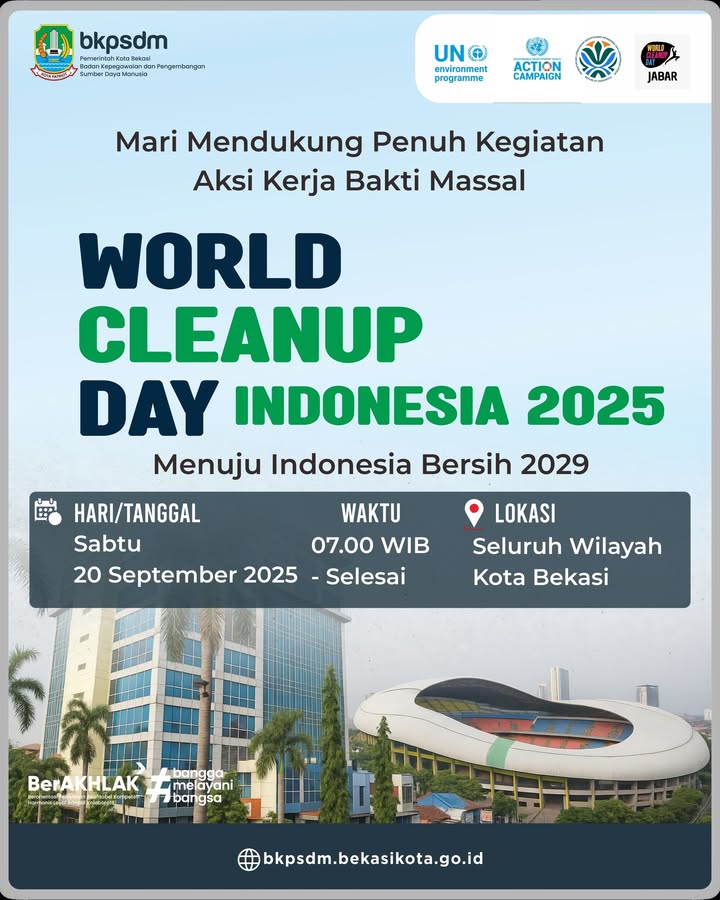 bkpsdm
Pemerintah Kota Bekasi
Badan Kepegawaian dan Pengembangan
Sumber Daya Manusia
KOTA PATRIOT
UN
environment
programme
ACTION
CAMPAIGN
WORLD
CLEANUP
DAY
JABAR
Mari Mendukung Penuh Kegiatan
Aksi Kerja Bakti Massal
WORLD
CLEANUP
DAY INDONESIA 2025
Menuju Indonesia Bersih 2029
HARI/TANGGAL
Sabtu
20 September 2025
WAKTU
07.00 WIB
- Selesai
LOKASI
Seluruh Wilayah
Kota Bekasi
BerAKHLAK
#bangga
melayani
bangsa
bkpsdm.bekasikota.go.id